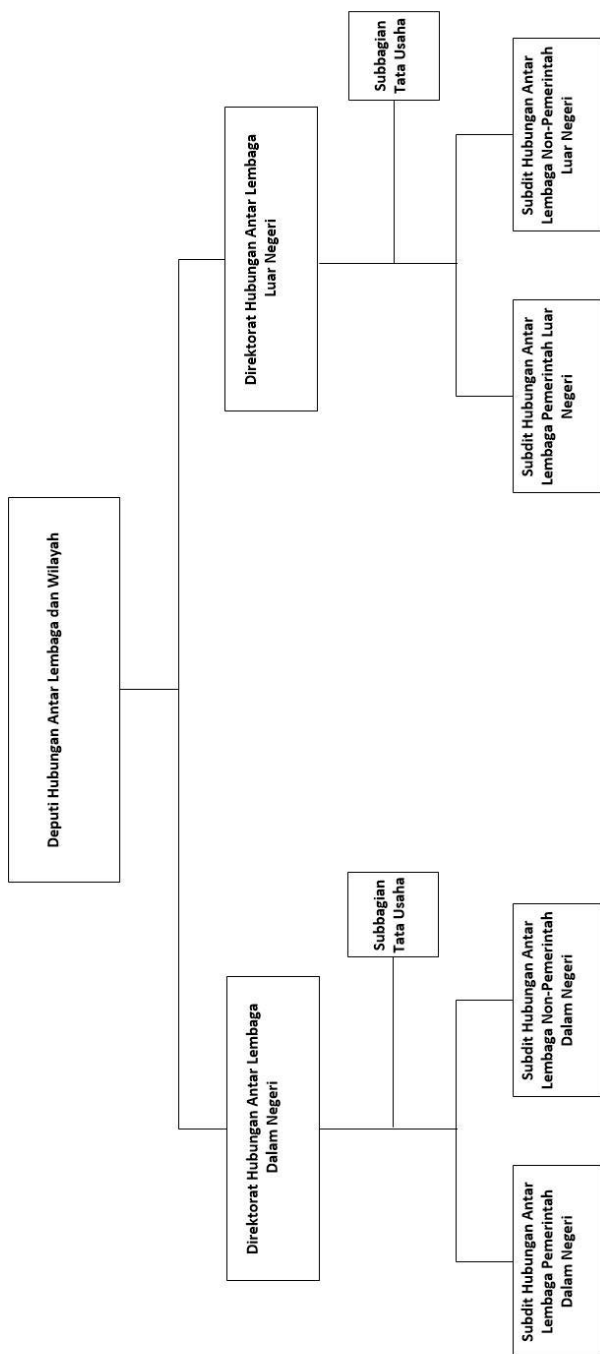 Deputi Hubungan Antar Lembaga dan Wilayah
Direktorat Hubungan Antar Lembaga
Dalam Negeri
Direktorat Hubungan Antar Lembaga
Luar Negeri
Subbagian
Tata Usaha
Subbagian
Tata Usaha
Subdit Hubungan Antar
Lembaga Pemerintah
Dalam Negeri
Subdit Hubungan Antar
Lembaga Non-Pemerintah
Dalam Negeri
Subdit Hubungan Antar
Lembaga Pemerintah Luar
Negeri
Subdit Hubungan Antar
Lembaga Non-Pemerintah
Luar Negeri